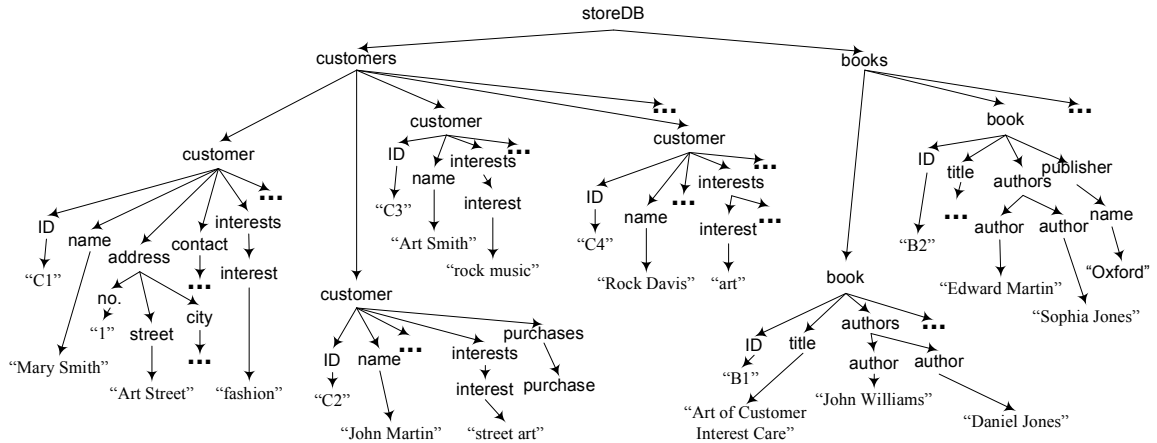 storeDB
customers
books
...
...
customer
book
customer
customer
ID
interests
...
ID
title
publisher
name
ID
interests
...
authors
...
ID
name
address
contact
interests
"C3"
interest
name
...
...
author
author
name
"C1"
no.
city
...
interest
"Art Smith"
"C4"
interest
...
"B2"
"1"
street
...
"rock music"
"Rock Davis"
"art"
"Edward Martin"
"Oxford"
customer
book
"Sophia Jones"
"Mary Smith"
"Art Street"
"fashion"
ID
name
...
interests
purchases
ID
title
authors
...
"C2"
interest
purchase
"B1"
author
author
"John Martin"
"street art"
"Art of Customer
Interest Care"
"John Williams"
"Daniel Jones"